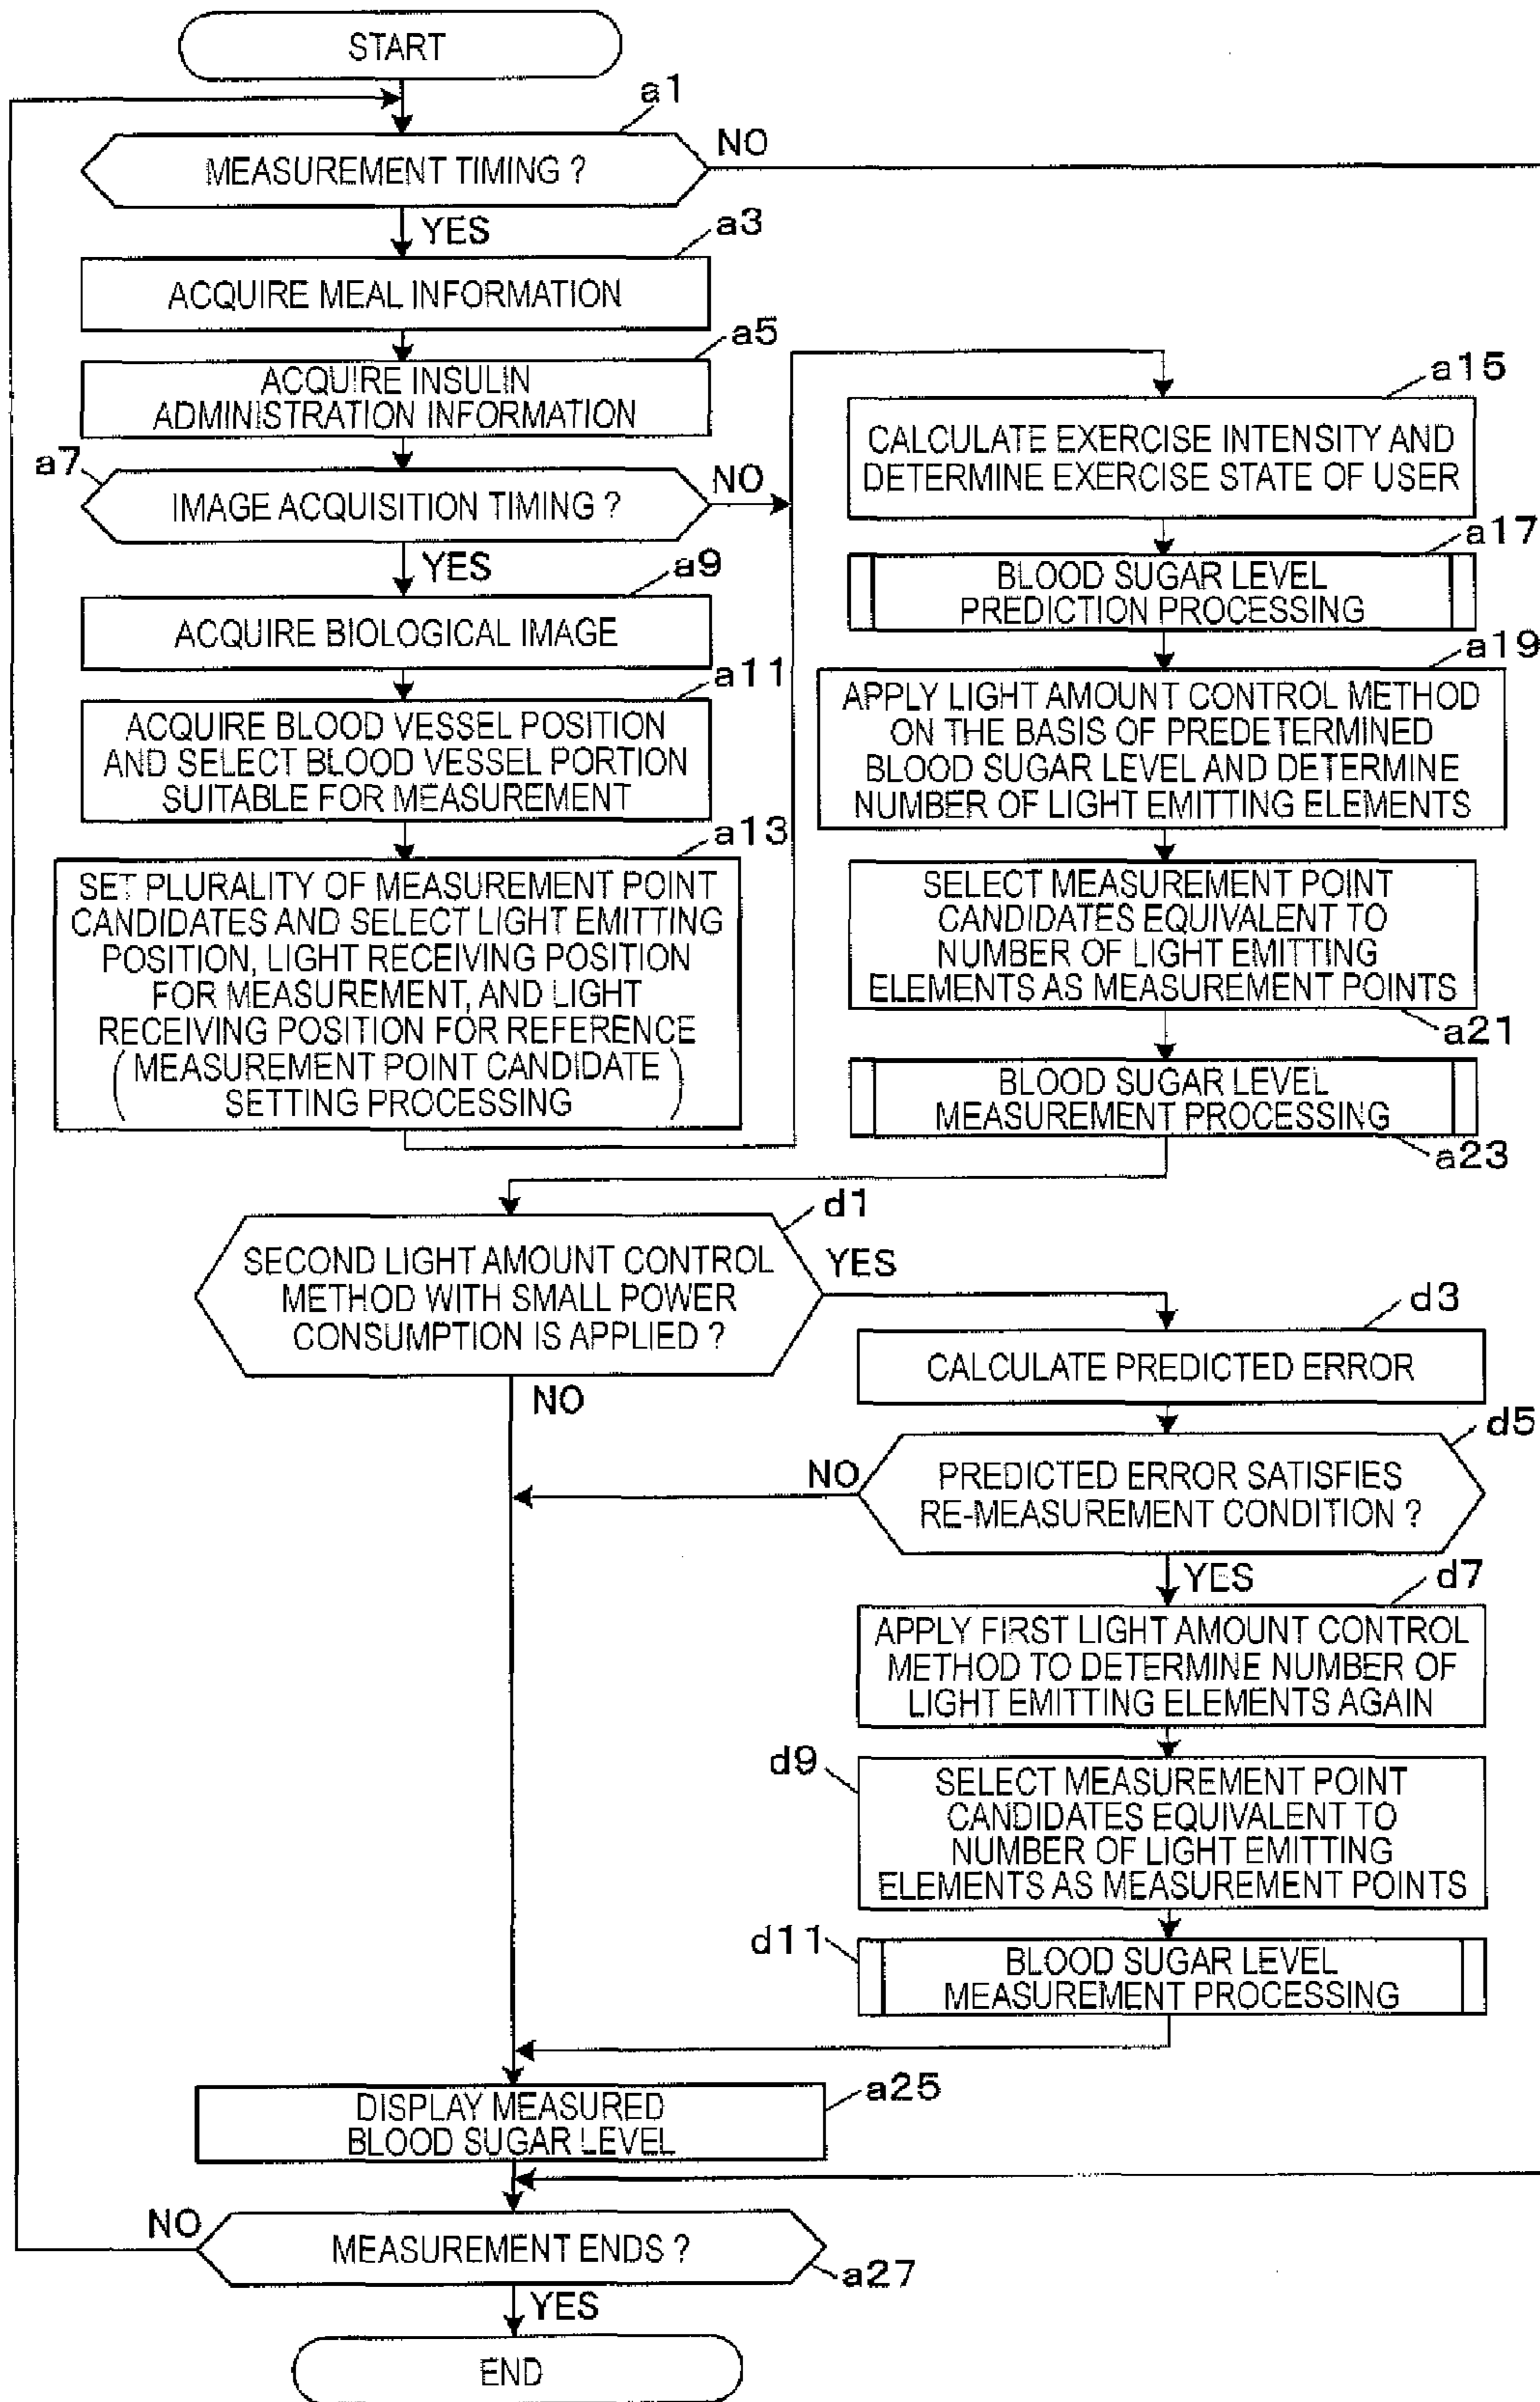 START
a1
MEASUREMENT TIMING ?
NO
YES
a3
ACQUIRE MEAL INFORMATION
a5
ACQUIRE INSULIN
ADMINISTRATION INFORMATION
a7
IMAGE ACQUISITION TIMING ?
NO
YES
a9
ACQUIRE BIOLOGICAL IMAGE
a11
ACQUIRE BLOOD VESSEL POSITION
AND SELECT BLOOD VESSEL PORTION
SUITABLE FOR MEASUREMENT
a13
SET PLURALITY OF MEASUREMENT POINT
CANDIDATES AND SELECT LIGHT EMITTING
POSITION, LIGHT RECEIVING POSITION
FOR MEASUREMENT, AND LIGHT
RECEIVING POSITION FOR REFERENCE
(MEASUREMENT POINT CANDIDATE
SETTING PROCESSING)
a15
CALCULATE EXERCISE INTENSITY AND
DETERMINE EXERCISE STATE OF USER
a17
BLOOD SUGAR LEVEL
PREDICTION PROCESSING
a19
APPLY LIGHT AMOUNT CONTROL METHOD
ON THE BASIS OF PREDETERMINED
BLOOD SUGAR LEVEL AND DETERMINE
NUMBER OF LIGHT EMITTING ELEMENTS
SELECT MEASUREMENT POINT
CANDIDATES EQUIVALENT TO
NUMBER OF LIGHT EMITTING
ELEMENTS AS MEASUREMENT POINTS
a21
BLOOD SUGAR LEVEL
MEASUREMENT PROCESSING
a23
d1
SECOND LIGHT AMOUNT CONTROL
METHOD WITH SMALL POWER
CONSUMPTION IS APPLIED ?
YES
NO
d3
CALCULATE PREDICTED ERROR
d5
PREDICTED ERROR SATISFIES
RE-MEASUREMENT CONDITION ?
NO
YES
d7
APPLY FIRST LIGHT AMOUNT CONTROL
METHOD TO DETERMINE NUMBER OF
LIGHT EMITTING ELEMENTS AGAIN
d9
SELECT MEASUREMENT POINT
CANDIDATES EQUIVALENT TO
NUMBER OF LIGHT EMITTING
ELEMENTS AS MEASUREMENT POINTS
d11
BLOOD SUGAR LEVEL
MEASUREMENT PROCESSING
a25
DISPLAY MEASURED
BLOOD SUGAR LEVEL
NO
MEASUREMENT ENDS ?
a27
YES
END